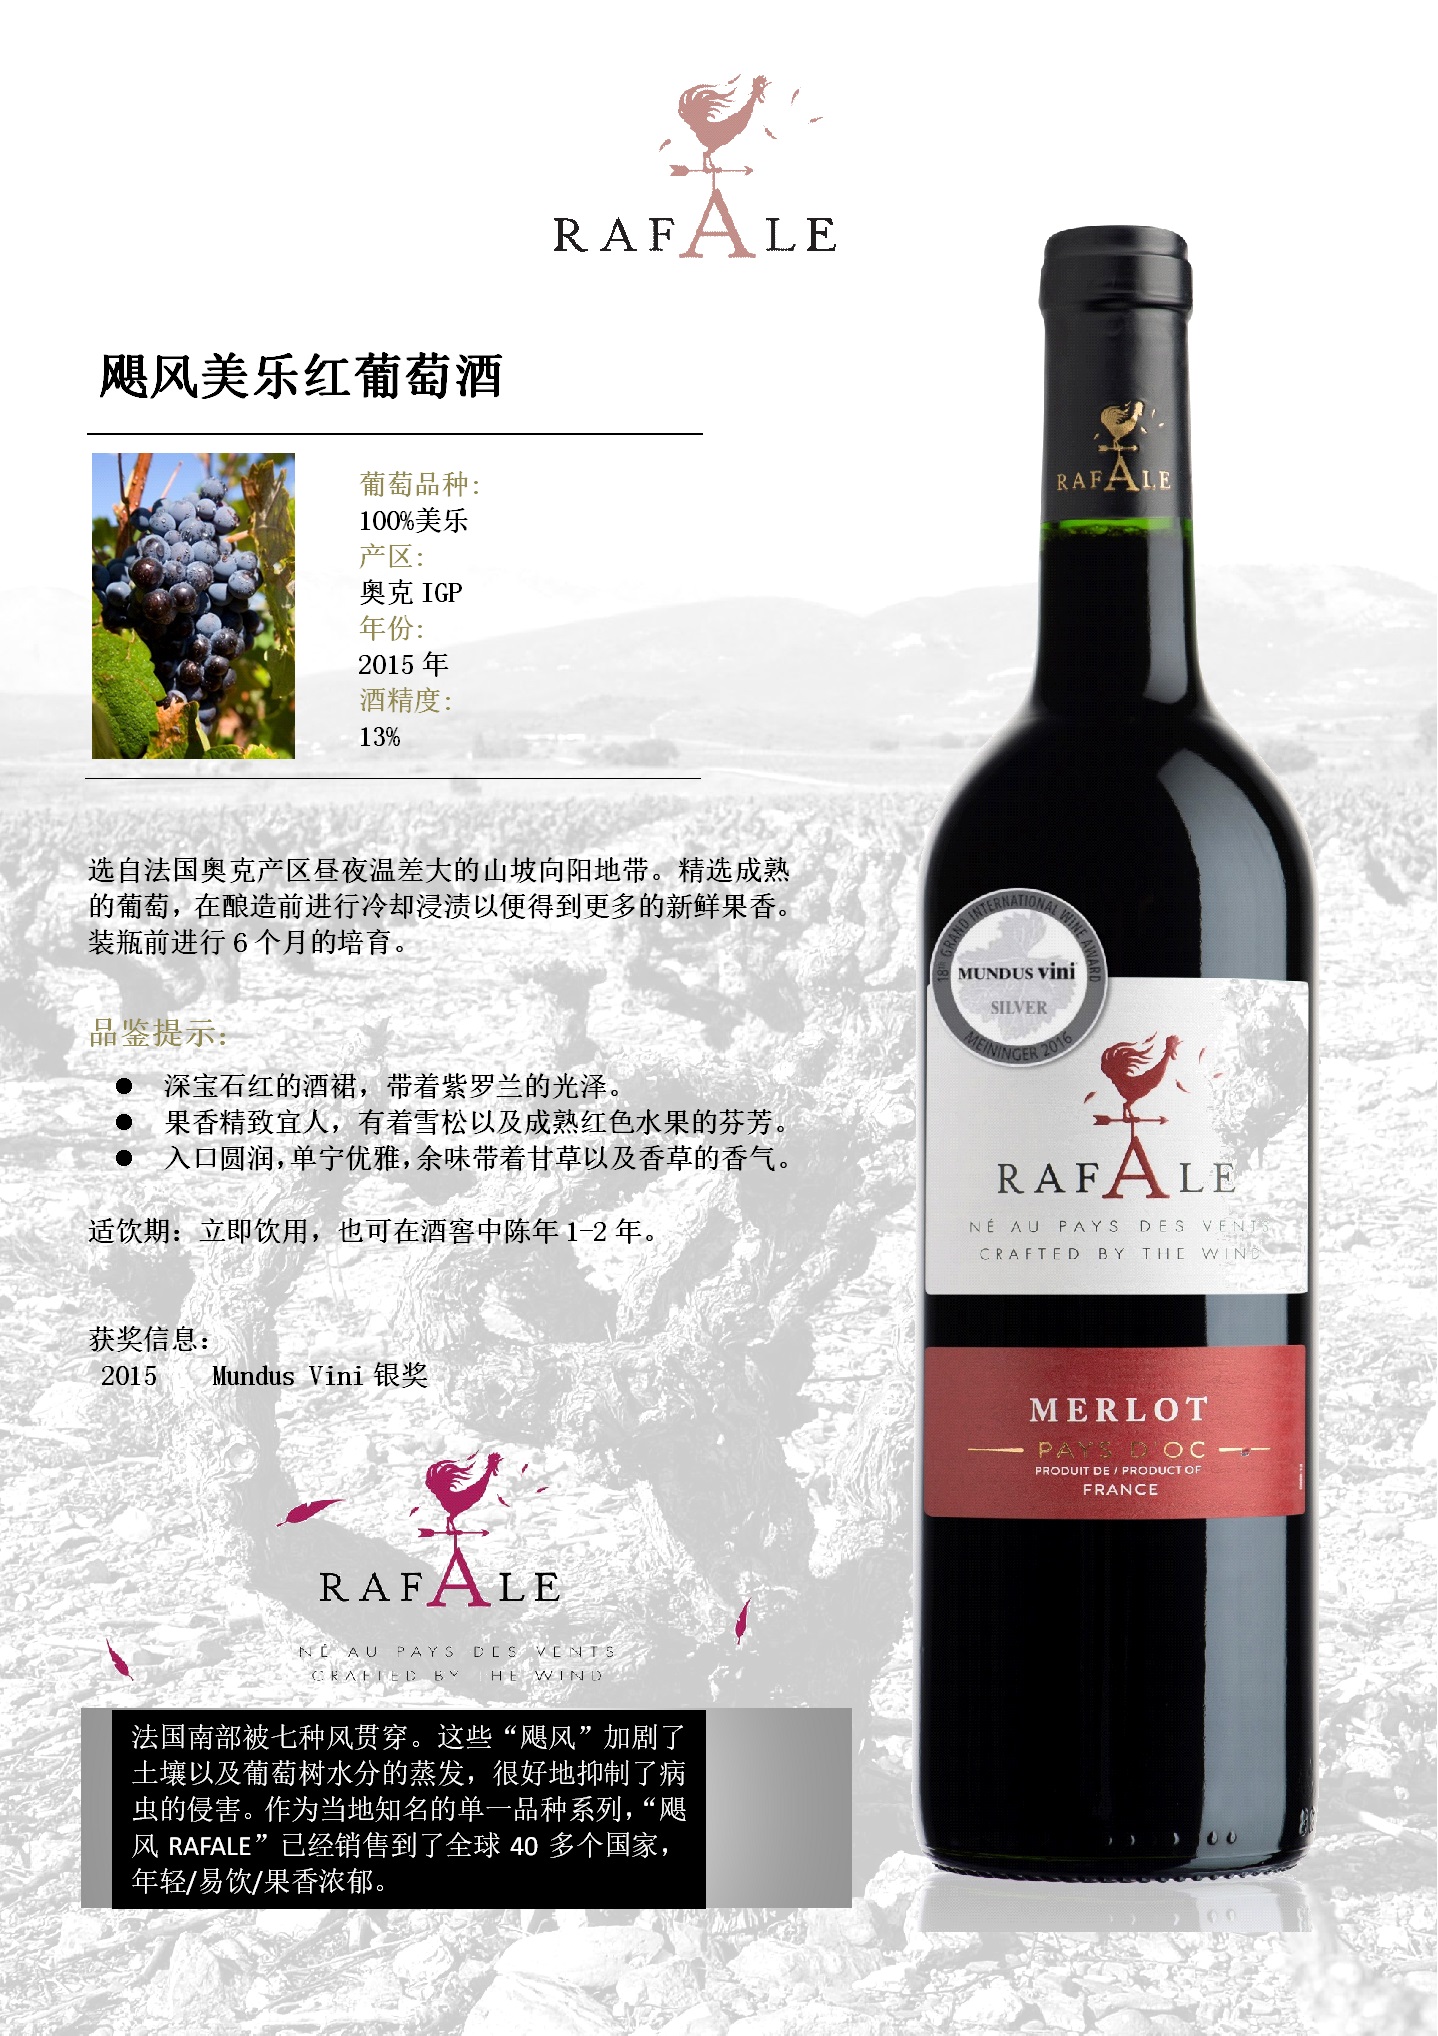 RAFALE
飓风美乐红葡萄酒
葡萄品种：
100%美乐
产区：
奥克 IGP
年份：
2015 年
酒精度：
13%
选自法国奥克产区昼夜温差大的山坡向阳地带。精选成熟
的葡萄，在酿造前进行冷却浸渍以便得到更多的新鲜果香。
装瓶前进行 6 个月的培育。
品鉴提示：
● 深宝石红的酒裙，带着紫罗兰的光泽。
● 果香精致宜人，有着雪松以及成熟红色水果的芬芳。
● 入口圆润，单宁优雅，余味带着甘草以及香草的香气。
适饮期：立即饮用，也可在酒窖中陈年 1-2 年。
获奖信息：
2015 Mundus Vini 银奖
RAFALE
NÉ AU PAYS DES VENTS
CRAFTED BY THE WIND
法国南部被七种风贯穿。这些“飓风”加剧了
土壤以及葡萄树水分的蒸发，很好地抑制了病
虫的侵害。作为当地知名的单一品种系列，“飓
风 RAFALE”已经销售到了全球 40 多个国家，
年轻/易饮/果香浓郁。
RAFALE
18th GRAND INTERNATIONAL WINE AWARD
MUNDUS vini
SILVER
MEININGER 2016
RAFALE
NÉ AU PAYS DES VENTS
CRAFTED BY THE WIND
MERLOT
PAYS D'OC
PRODUIT DE / PRODUCT OF
FRANCE